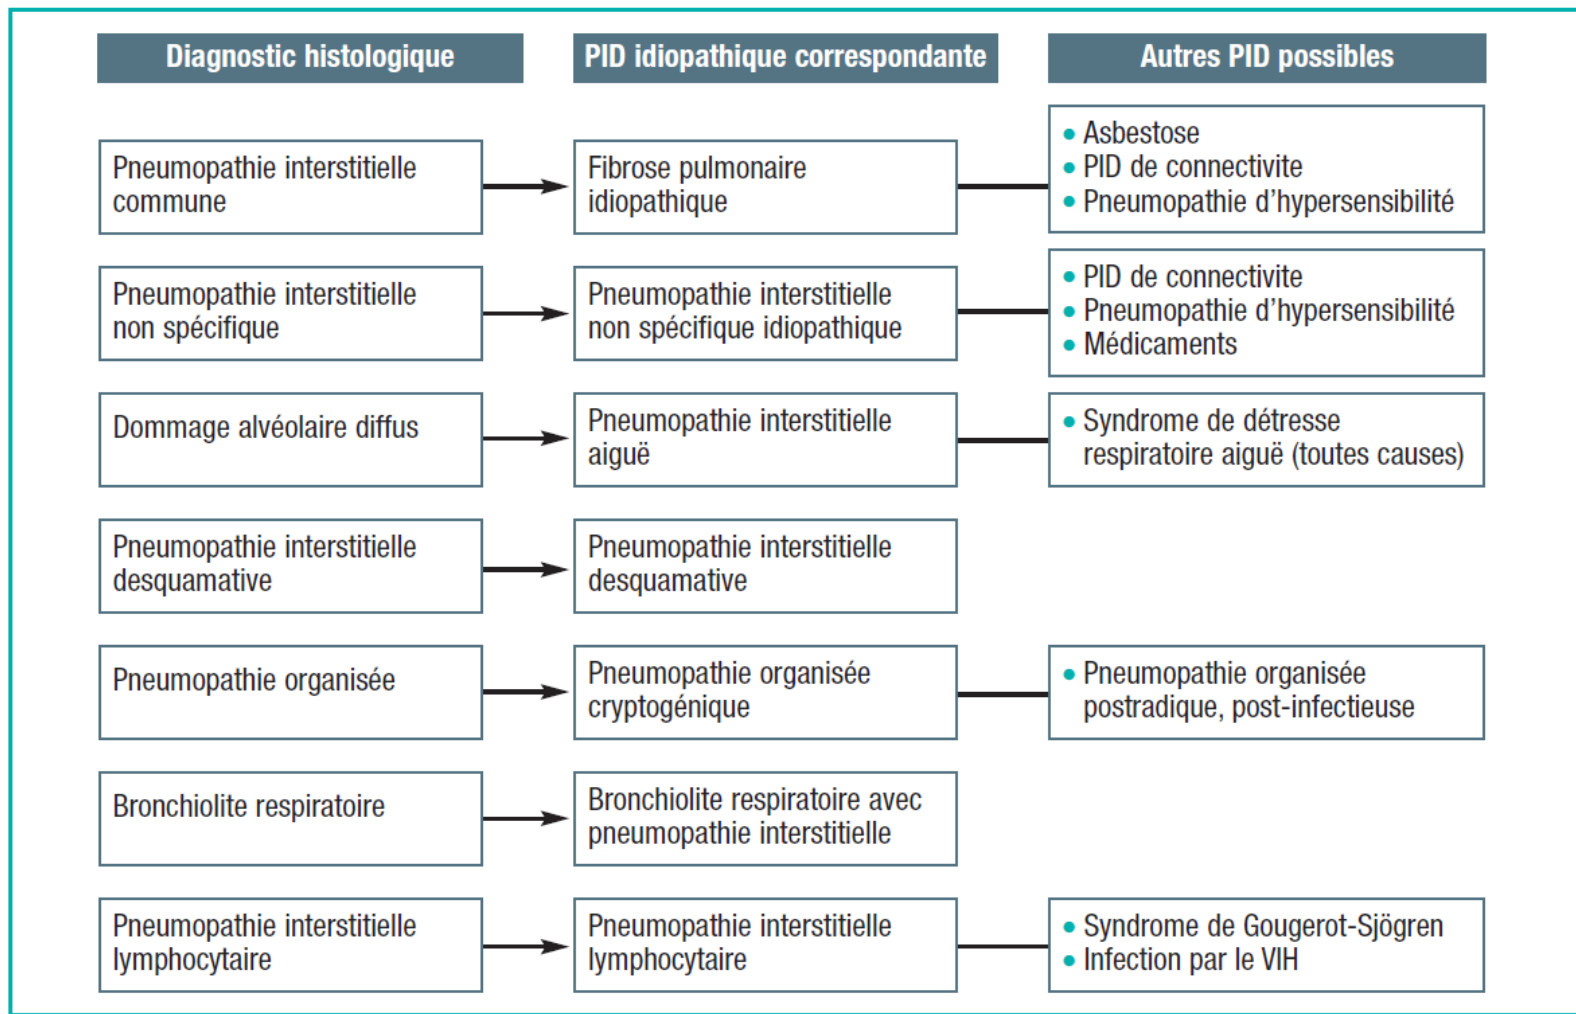 Diagnostic histologique
PID idiopathique correspondante
Autres PID possibles
Pneumopathie interstitielle
commune
Fibrose pulmonaire
idiopathique
• Asbestose
• PID de connectivite
• Pneumopathie d’hypersensibilité
Pneumopathie interstitielle
non spécifique
Pneumopathie interstitielle
non spécifique idiopathique
• PID de connectivite
• Pneumopathie d’hypersensibilité
• Médicaments
Dommage alvéolaire diffus
Pneumopathie interstitielle
aiguë
• Syndrome de détresse
respiratoire aiguë (toutes causes)
Pneumopathie interstitielle
desquamative
Pneumopathie interstitielle
desquamative
Pneumopathie organisée
Pneumopathie organisée
cryptogénique
• Pneumopathie organisée
postradique, post-infectieuse
Bronchiolite respiratoire
Bronchiolite respiratoire avec
pneumopathie interstitielle
Pneumopathie interstitielle
lymphocytaire
Pneumopathie interstitielle
lymphocytaire
• Syndrome de Gougerot-Sjögren
• Infection par le VIH